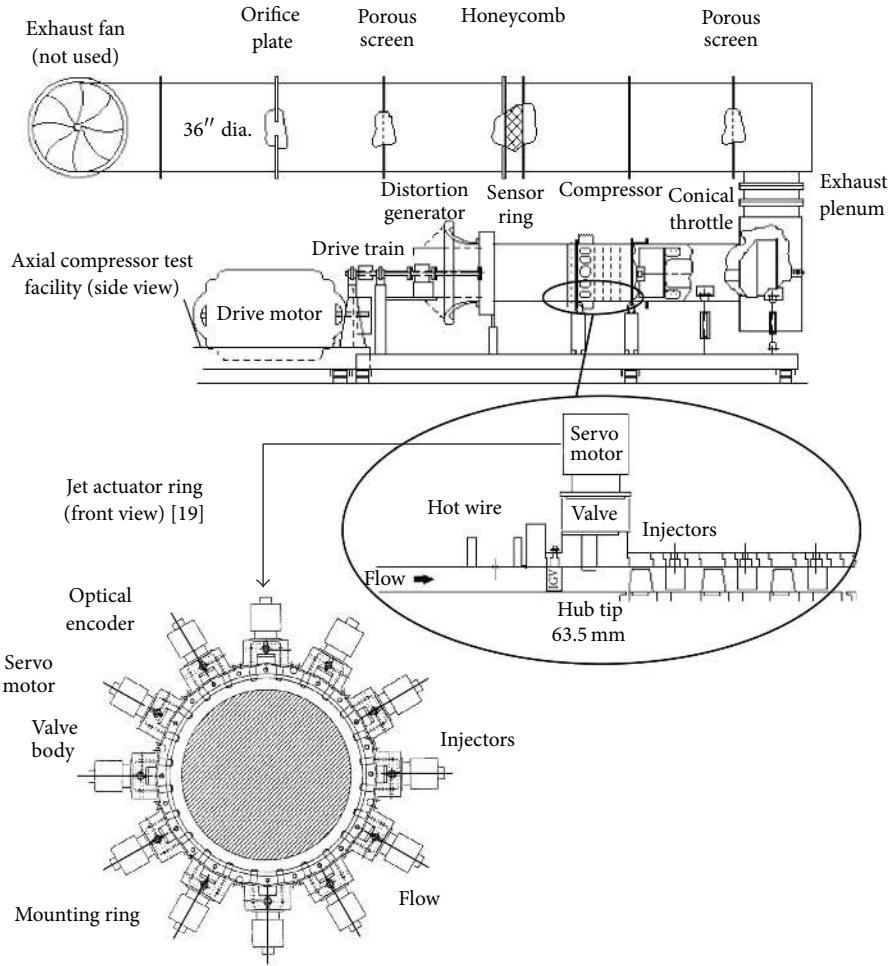 Exhaust fan
(not used)
Orifice
plate
Porous
screen
Honeycomb
Porous
screen
36″ dia.
Distortion
generator
Sensor
ring
Compressor
Conical
throttle
Exhaust
plenum
Drive train
Axial compressor test
facility (side view)
Drive motor
Servo
motor
Jet actuator ring
(front view) [19]
Valve
Hot wire
Injectors
Flow
IGV
Hub tip
63.5 mm
Optical
encoder
Servo
motor
Valve
body
Injectors
Mounting ring
Flow